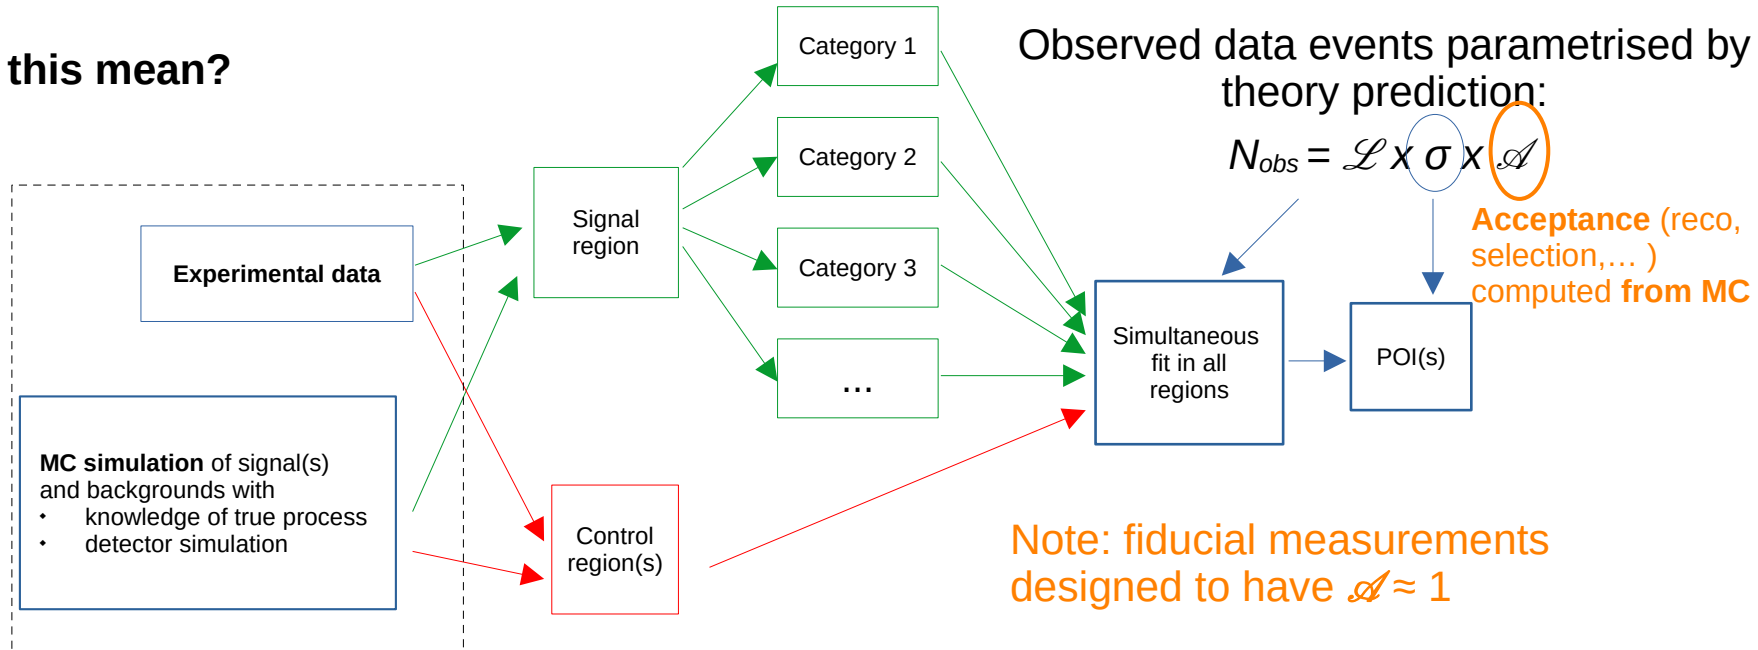 this mean?
Observed data events parametrised by
theory prediction:
N_obs = ℒ x σ x 𝒜
Acceptance (reco,
selection,... )
computed from MC
Category 1
Category 2
Category 3
...
Signal
region
Experimental data
MC simulation of signal(s)
and backgrounds with
• knowledge of true process
• detector simulation
Control
region(s)
Simultaneous
fit in all
regions
POI(s)
Note: fiducial measurements
designed to have 𝒜 ≈ 1